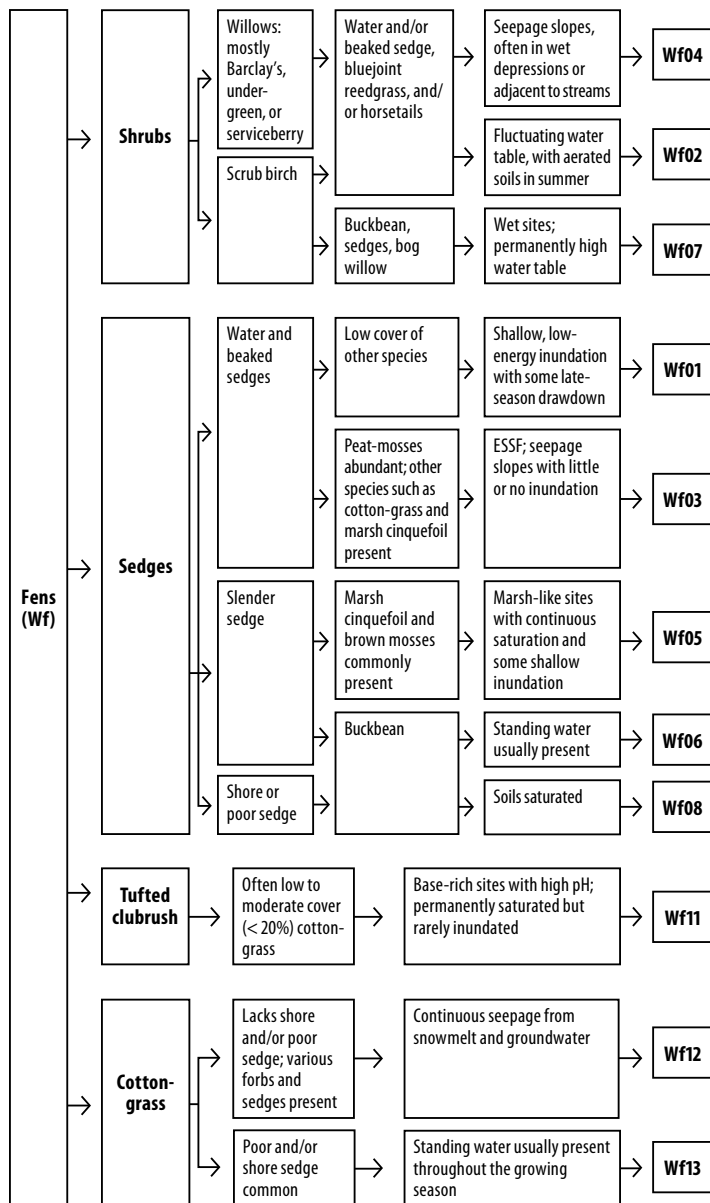 Fens
(Wf)
Shrubs
Willows:
mostly
Barclay's,
under-
green, or
serviceberry
Water and/or
beaked sedge,
bluejoint
reedgrass, and/
or horsetails
Seepage slopes,
often in wet
depressions or
adjacent to streams
Wf04
Scrub birch
Fluctuating water
table, with aerated
soils in summer
Wf02
Buckbean,
sedges, bog
willow
Wet sites;
permanently high
water table
Wf07
Sedges
Water and
beaked
sedges
Low cover of
other species
Shallow, low-
energy inundation
with some late-
season drawdown
Wf01
Peat-mosses
abundant; other
species such as
cotton-grass and
marsh cinquefoil
present
ESSF; seepage
slopes with little
or no inundation
Wf03
Slender
sedge
Marsh
cinquefoil and
brown mosses
commonly
present
Marsh-like sites
with continuous
saturation and
some shallow
inundation
Wf05
Buckbean
Standing water
usually present
Wf06
Shore or
poor sedge
Soils saturated
Wf08
Tufted
clubrush
Often low to
moderate cover
(< 20%) cotton-
grass
Base-rich sites with high pH;
permanently saturated but
rarely inundated
Wf11
Cotton-
grass
Lacks shore
and/or poor
sedge; various
forbs and
sedges present
Continuous seepage from
snowmelt and groundwater
Wf12
Poor and/or
shore sedge
common
Standing water usually present
throughout the growing
season
Wf13